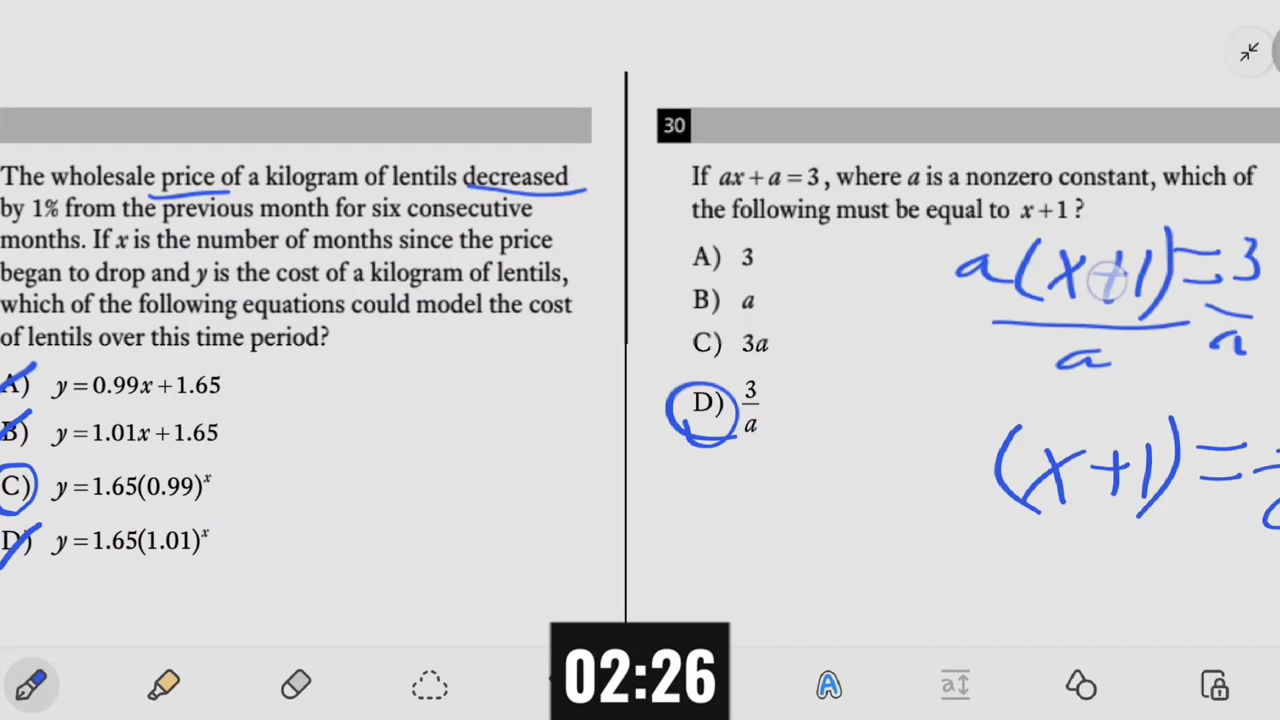 The wholesale price of a kilogram of lentils decreased
by 1% from the previous month for six consecutive
months. If x is the number of months since the price
began to drop and y is the cost of a kilogram of lentils,
which of the following equations could model the cost
of lentils over this time period?
A) y = 0.99x + 1.65
B) y = 1.01x + 1.65
C) y = 1.65(0.99)^x
D) y = 1.65(1.01)^x
30
If ax + a = 3, where a is a nonzero constant, which of
the following must be equal to x + 1?
A) 3
B) a
C) 3a
D) 3/a
a(x+1) = 3
a a
(x+1) =
02:26
A a